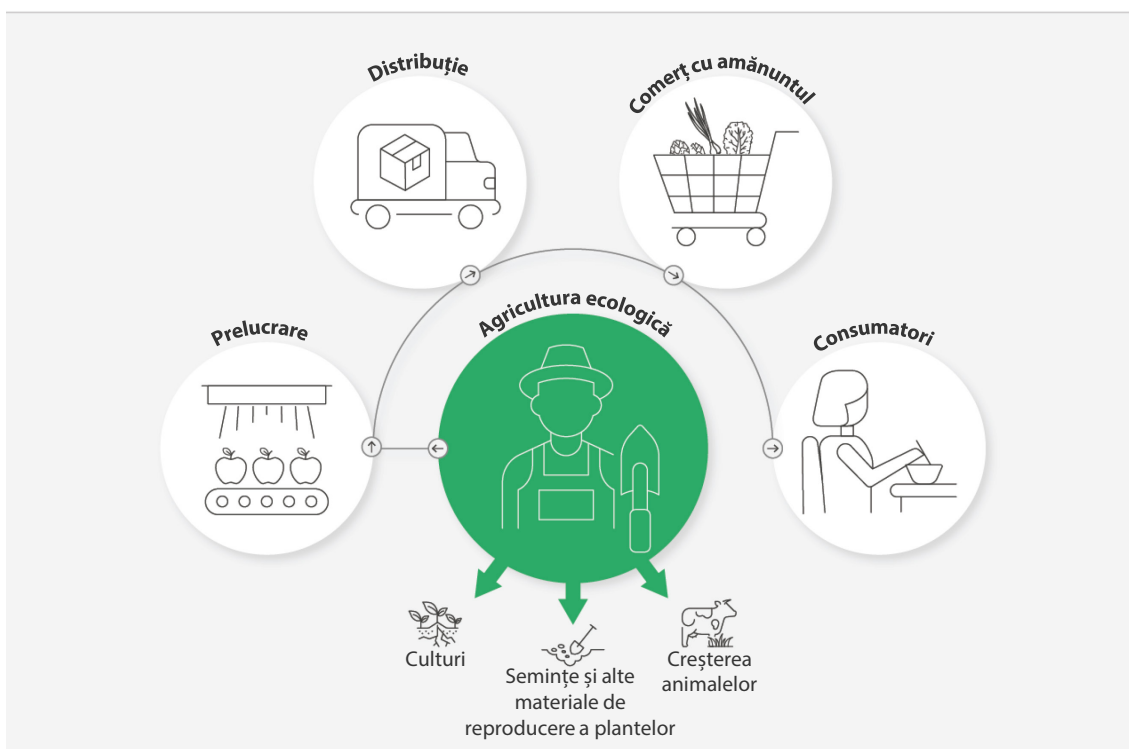 Distribuție
Comerț cu amănuntul
Prelucrare
Agricultura ecologică
Consumatori
Culturi
Semințe și alte
materiale de
reproducere a plantelor
Creșterea
animalelor